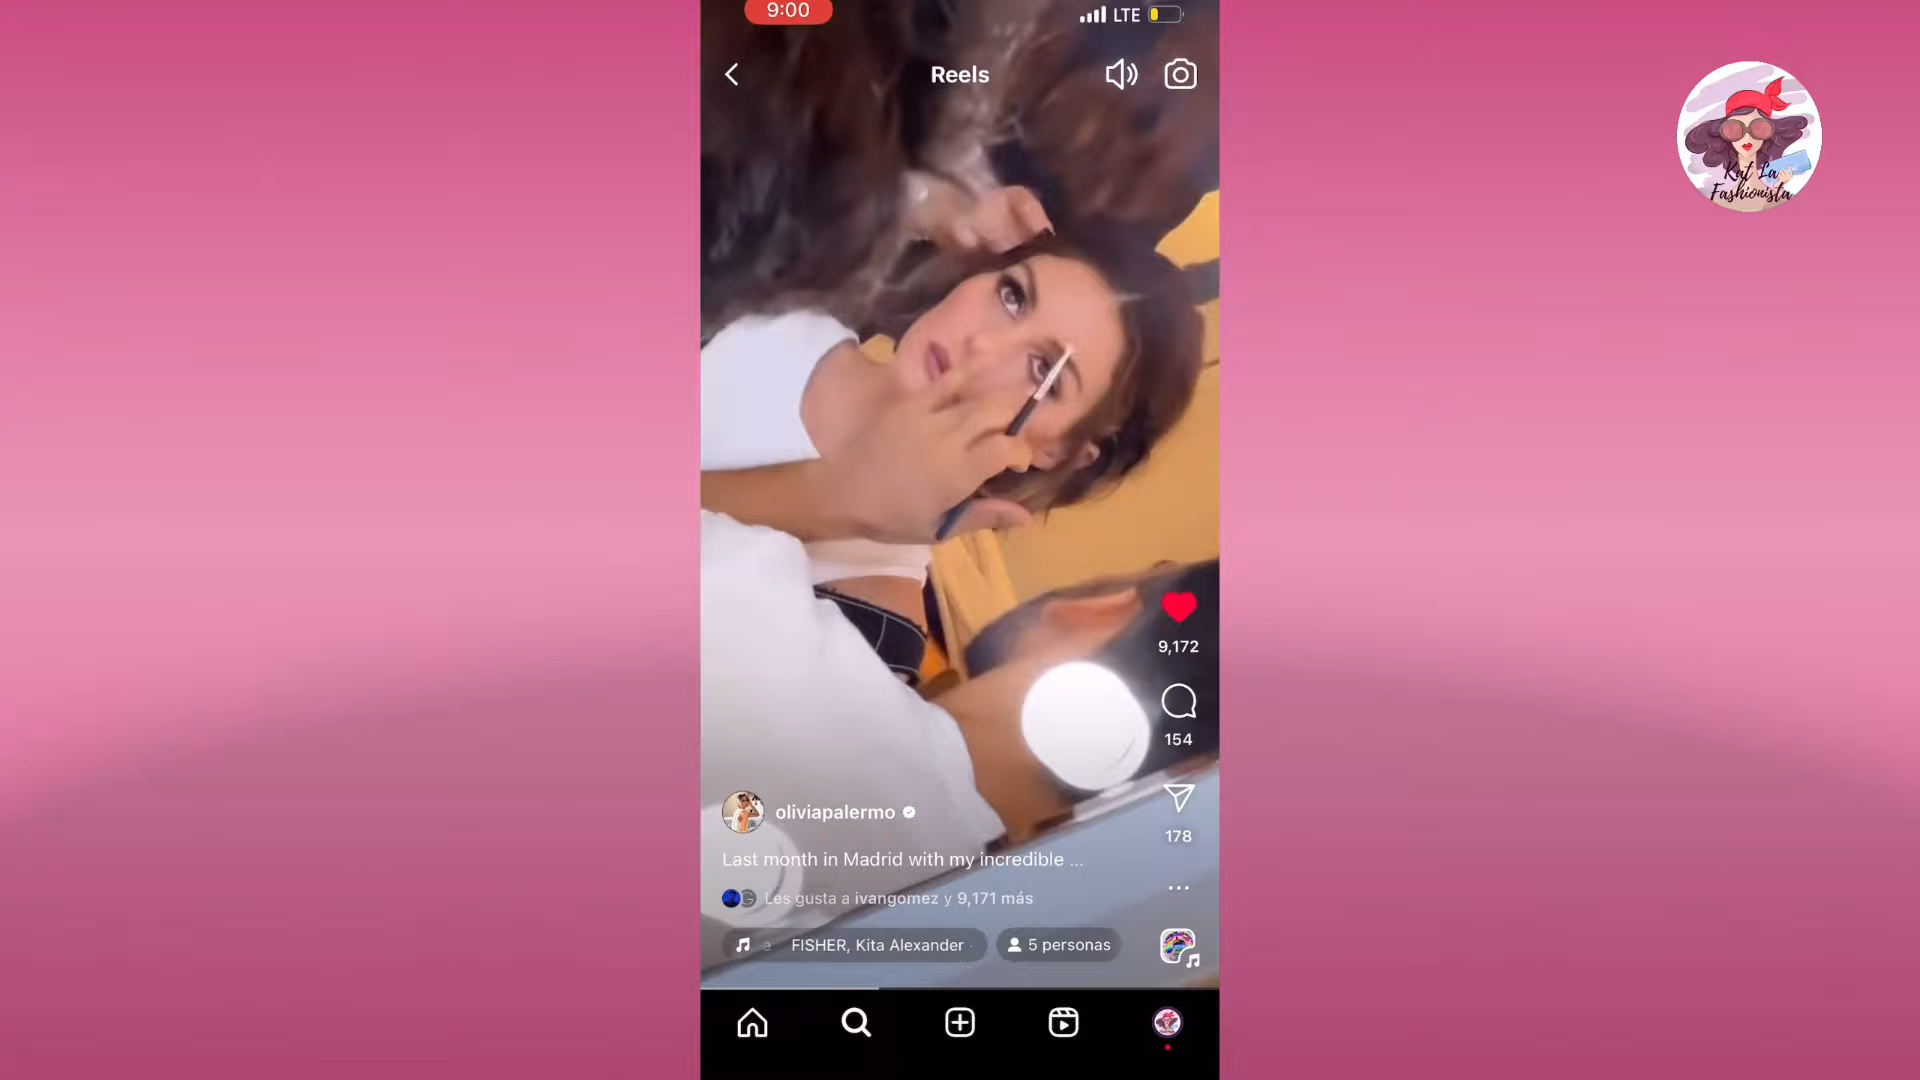 9:00
LTE
Reels
Kat La
Fashionista
9,172
154
178
oliviapalermo
Last month in Madrid with my incredible ...
Les gusta a ivangomez y 9,171 más
e FISHER, Kita Alexander ·
5 personas